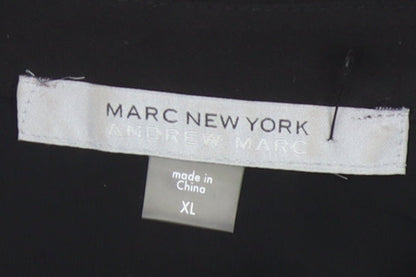 MARC NEW YORK
ANDREW MARC
made in
China
XL